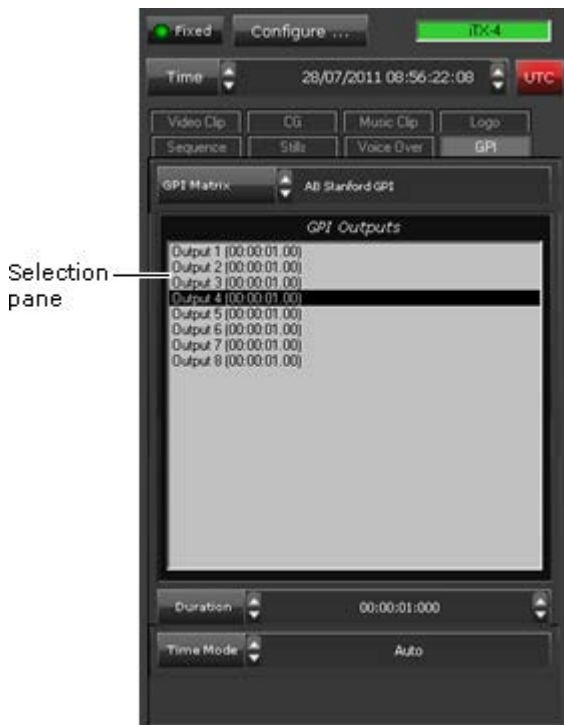 Fixed Configure ... iTX-4
Time 28/07/2011 08:56:22:08 UTC
Video Clip CG Music Clip Logo
Sequence Stills Voice Over GPI
GPI Matrix AB Stanford GPI
GPI Outputs
Output 1 (00:00:01.00)
Output 2 (00:00:01.00)
Output 3 (00:00:01.00)
Output 4 (00:00:01.00)
Output 5 (00:00:01.00)
Output 6 (00:00:01.00)
Output 7 (00:00:01.00)
Output 8 (00:00:01.00)
Selection
pane
Duration 00:00:01:000
Time Mode Auto